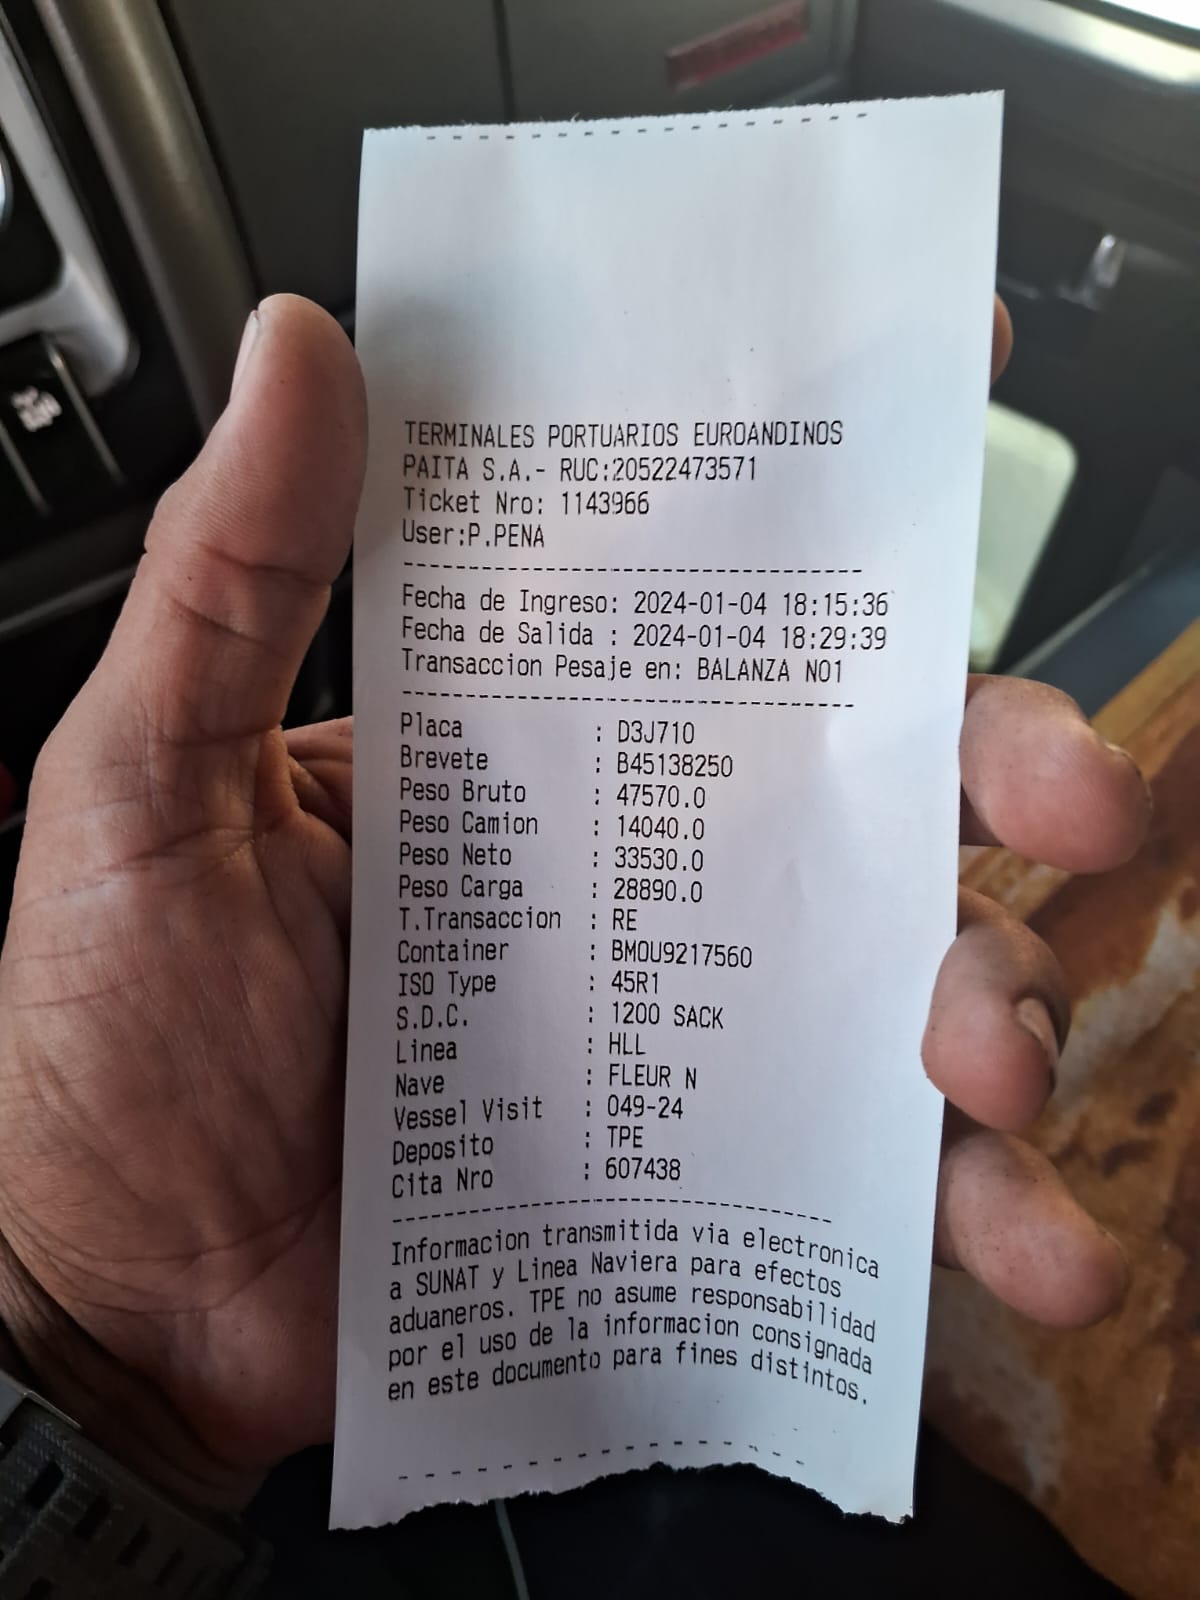 TERMINALES PORTUARIOS EUROANDINOS
PAITA S.A.- RUC:20522473571
Ticket Nro: 1143966
User:P.PENA
----------------------------------
Fecha de Ingreso: 2024-01-04 18:15:36
Fecha de Salida : 2024-01-04 18:29:39
Transaccion Pesaje en: BALANZA NO1
----------------------------------
Placa : D3J710
Brevete : B45138250
Peso Bruto : 47570.0
Peso Camion : 14040.0
Peso Neto : 33530.0
Peso Carga : 28890.0
T.Transaccion : RE
Container : BMOU9217560
ISO Type : 45R1
S.D.C. : 1200 SACK
Linea : HLL
Nave : FLEUR N
Vessel Visit : 049-24
Deposito : TPE
Cita Nro : 607438
----------------------------------
Informacion transmitida via electronica
a SUNAT y Linea Naviera para efectos
aduaneros. TPE no asume responsabilidad
por el uso de la informacion consignada
en este documento para fines distintos.